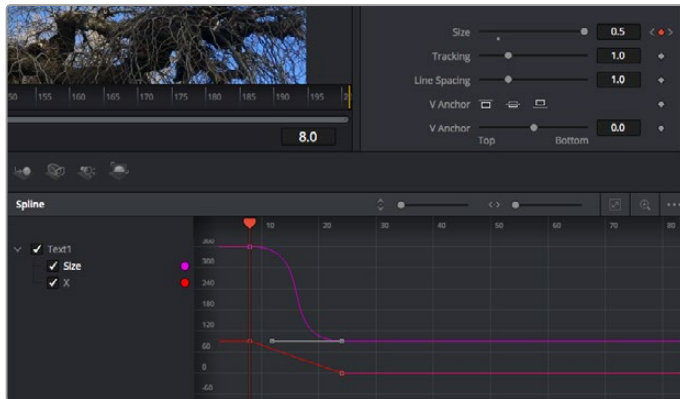 Size 0.5
Tracking 1.0
Line Spacing 1.0
V Anchor
V Anchor 0.0
Top Bottom
155 160 165 170 175 180 185 190 195
8.0
Spline
10 20 30 40 50 60 70 80
Text1
Size
X
300
240
180
120
60
0
-60